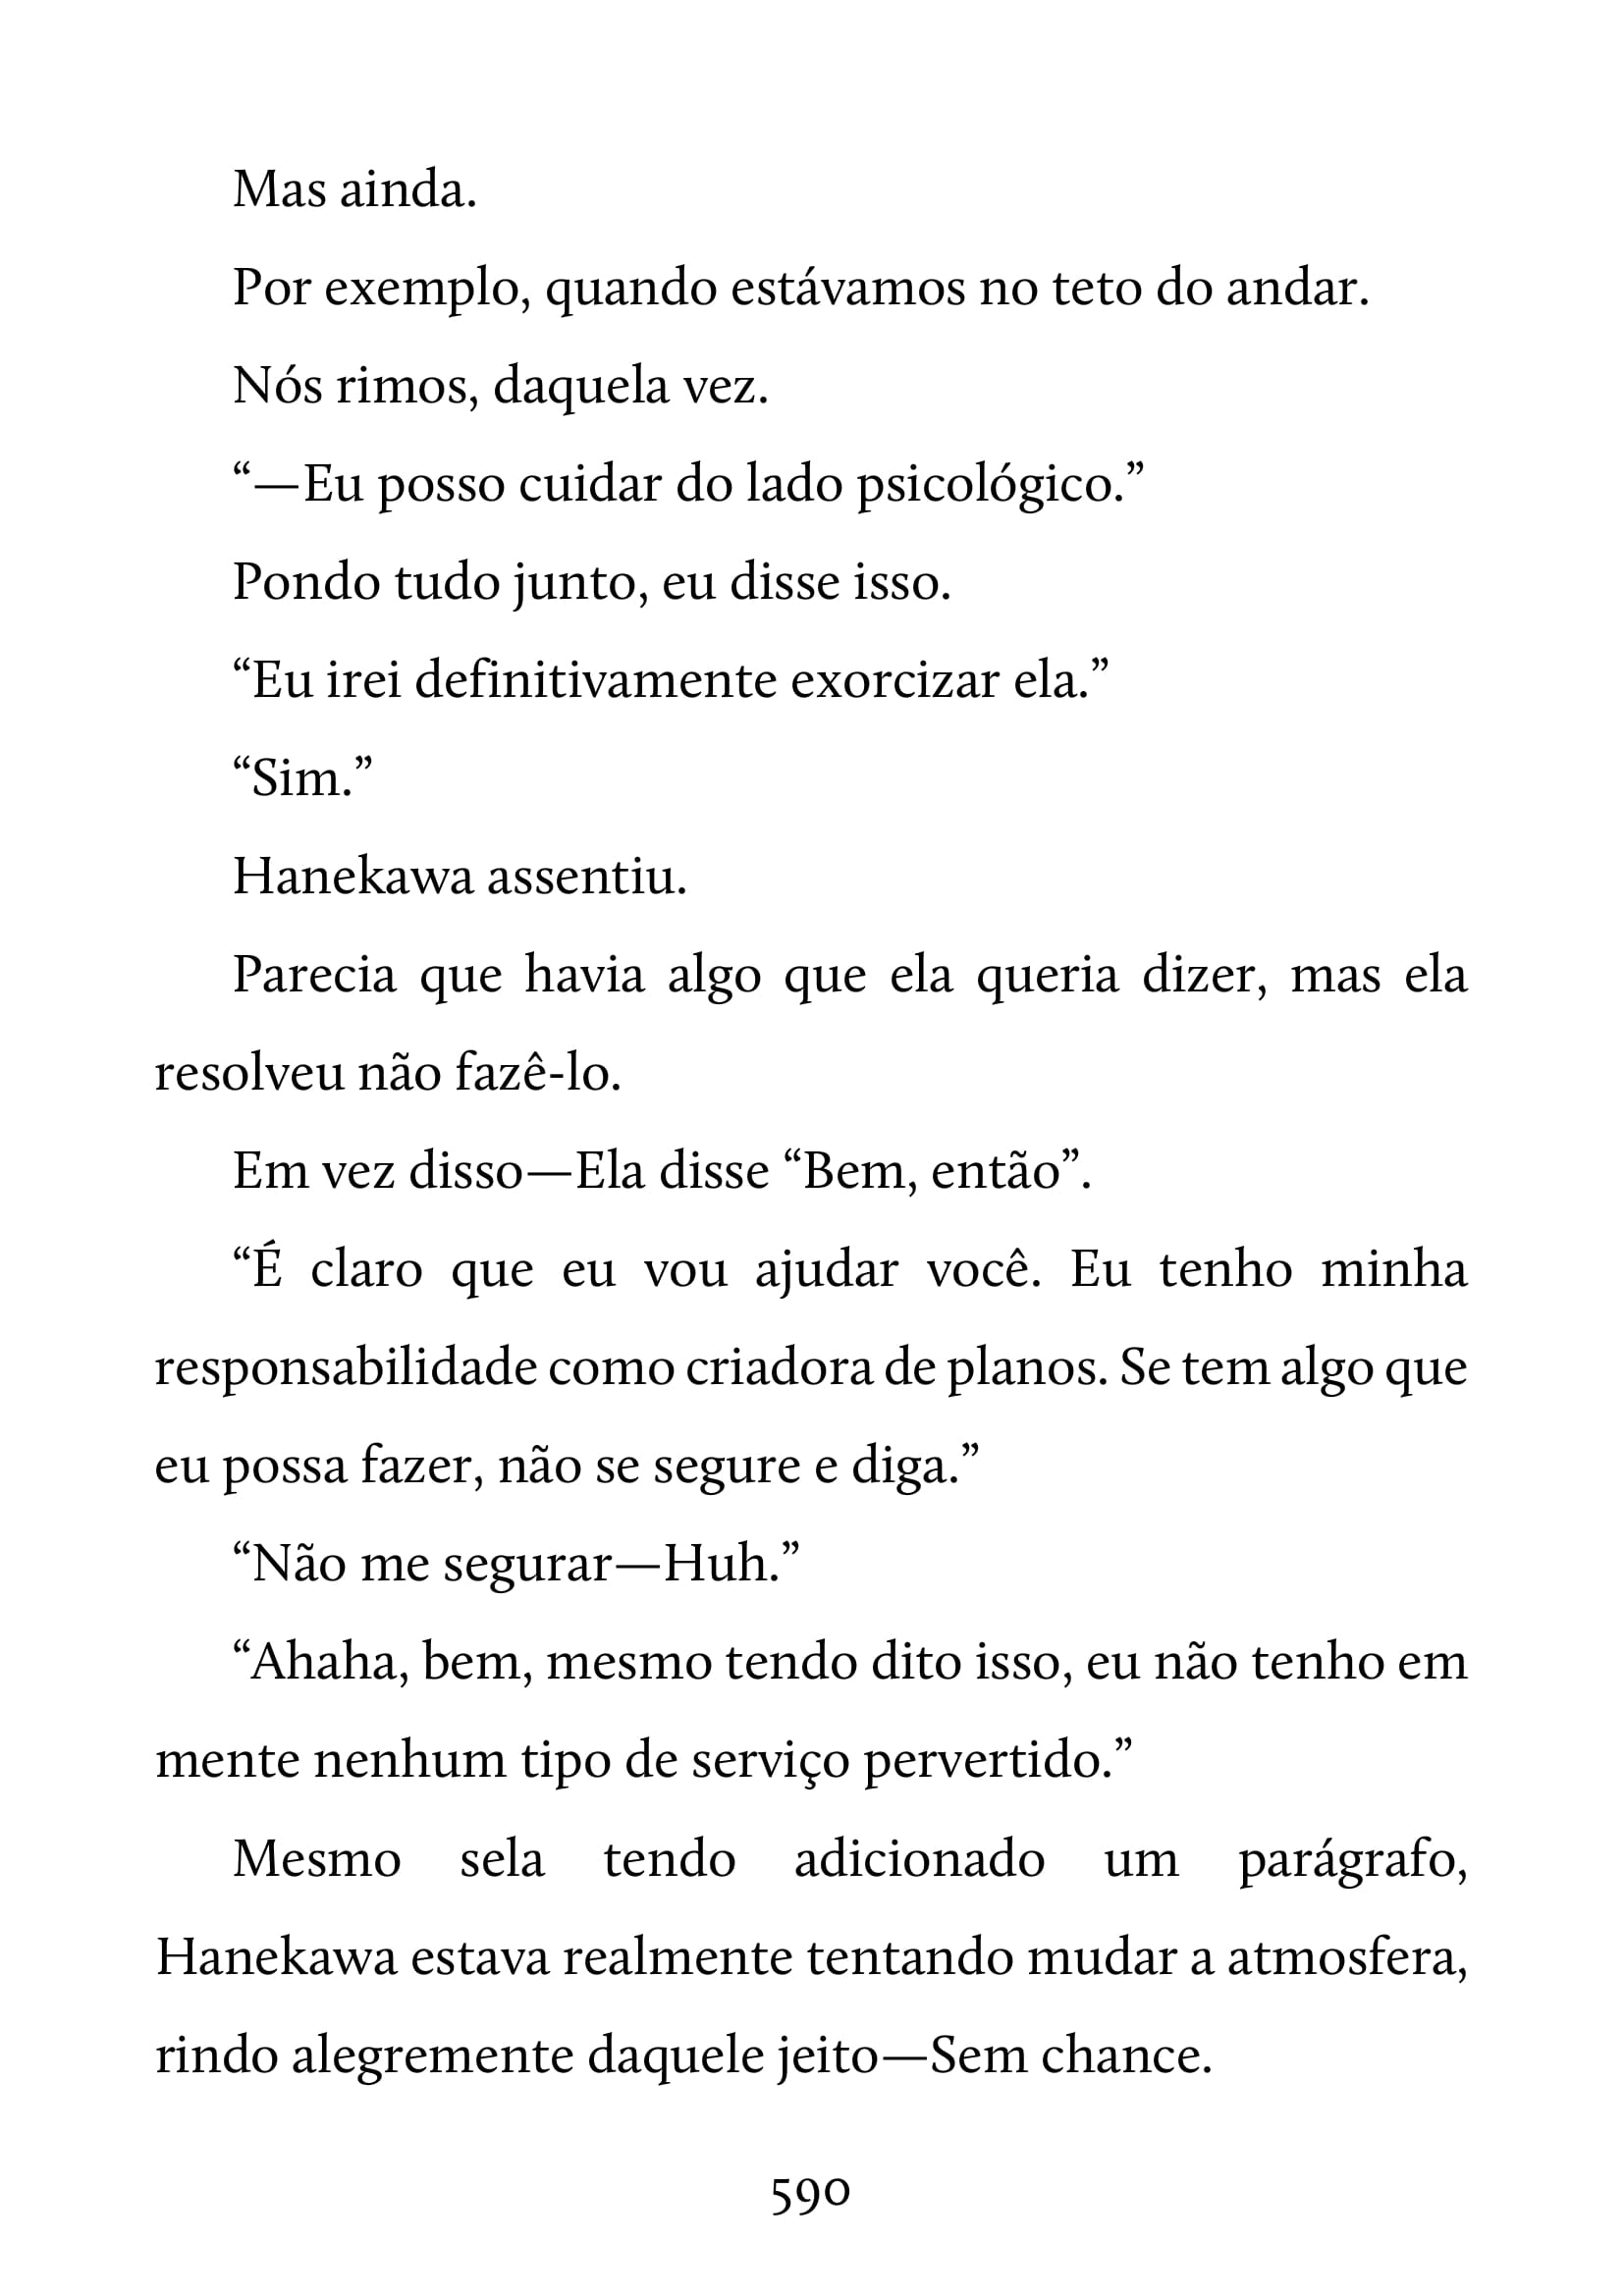 Mas ainda.
Por exemplo, quando estávamos no teto do andar.
Nós rimos, daquela vez.
“—Eu posso cuidar do lado psicológico.”
Pondo tudo junto, eu disse isso.
“Eu irei definitivamente exorcizar ela.”
“Sim.”
Hanekawa assentiu.
Parecia que havia algo que ela queria dizer, mas ela
resolveu não fazê-lo.
Em vez disso—Ela disse “Bem, então”.
“É claro que eu vou ajudar você. Eu tenho minha
responsabilidade como criadora de planos. Se tem algo que
eu possa fazer, não se segure e diga.”
“Não me segurar—Huh.”
“Ahaha, bem, mesmo tendo dito isso, eu não tenho em
mente nenhum tipo de serviço pervertido.”
Mesmo sela tendo adicionado um parágrafo,
Hanekawa estava realmente tentando mudar a atmosfera,
rindo alegremente daquele jeito—Sem chance.
590